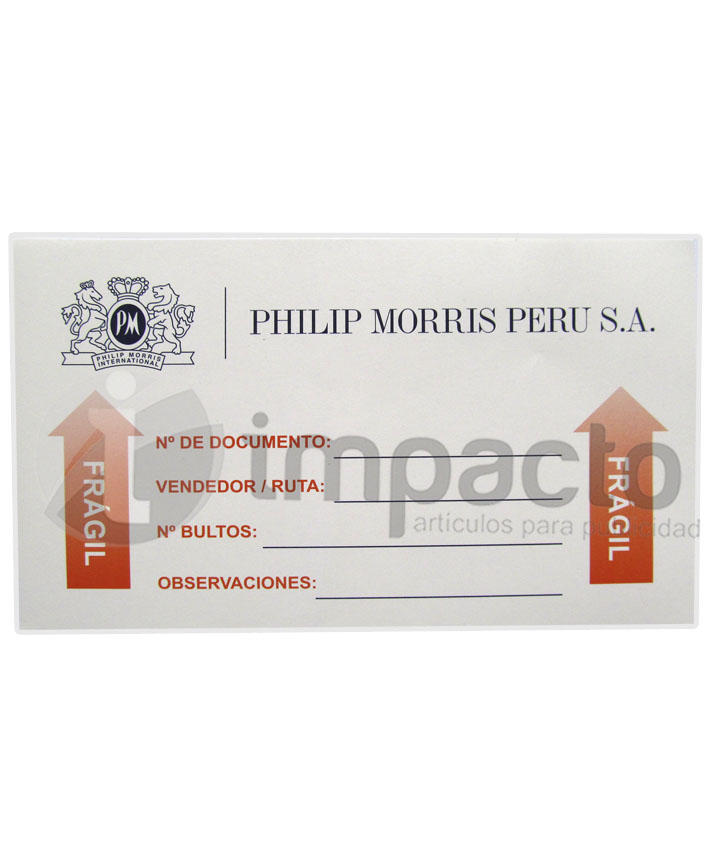 PM
PHILIP MORRIS
INTERNATIONAL
PHILIP MORRIS PERU S.A.
impacto
artículos para publicidad
FRÁGIL
Nº DE DOCUMENTO:
VENDEDOR / RUTA:
Nº BULTOS:
OBSERVACIONES:
FRÁGIL